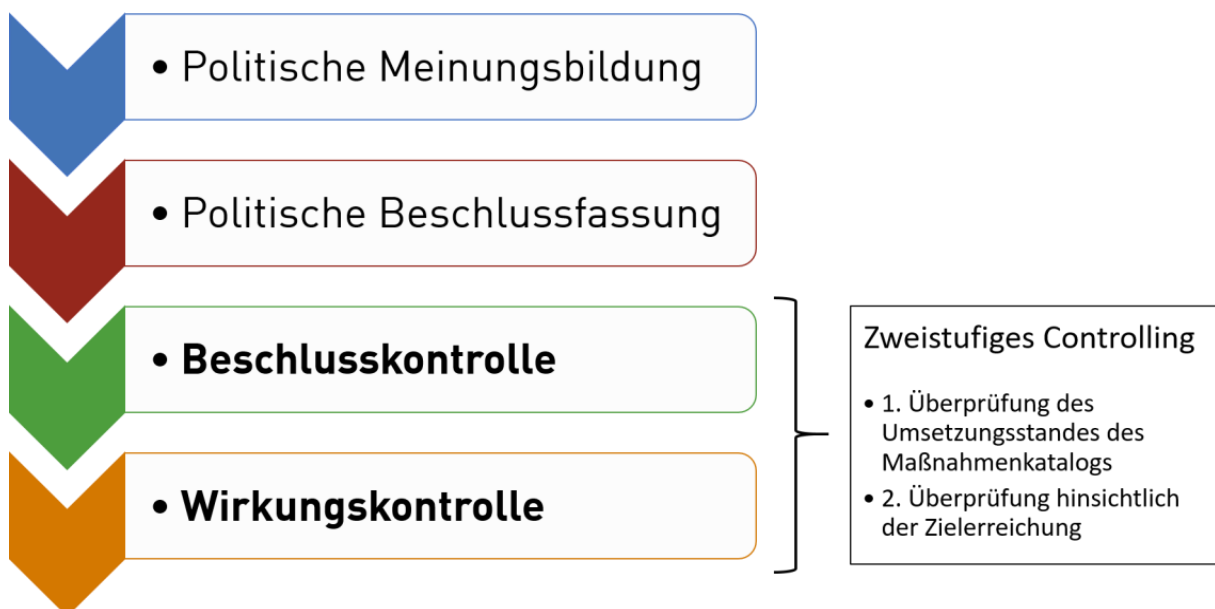 • Politische Meinungsbildung
• Politische Beschlussfassung
• Beschlusskontrolle
• Wirkungskontrolle
Zweistufiges Controlling
• 1. Überprüfung des
Umsetzungsstandes des
Maßnahmenkatalogs
• 2. Überprüfung hinsichtlich
der Zielerreichung